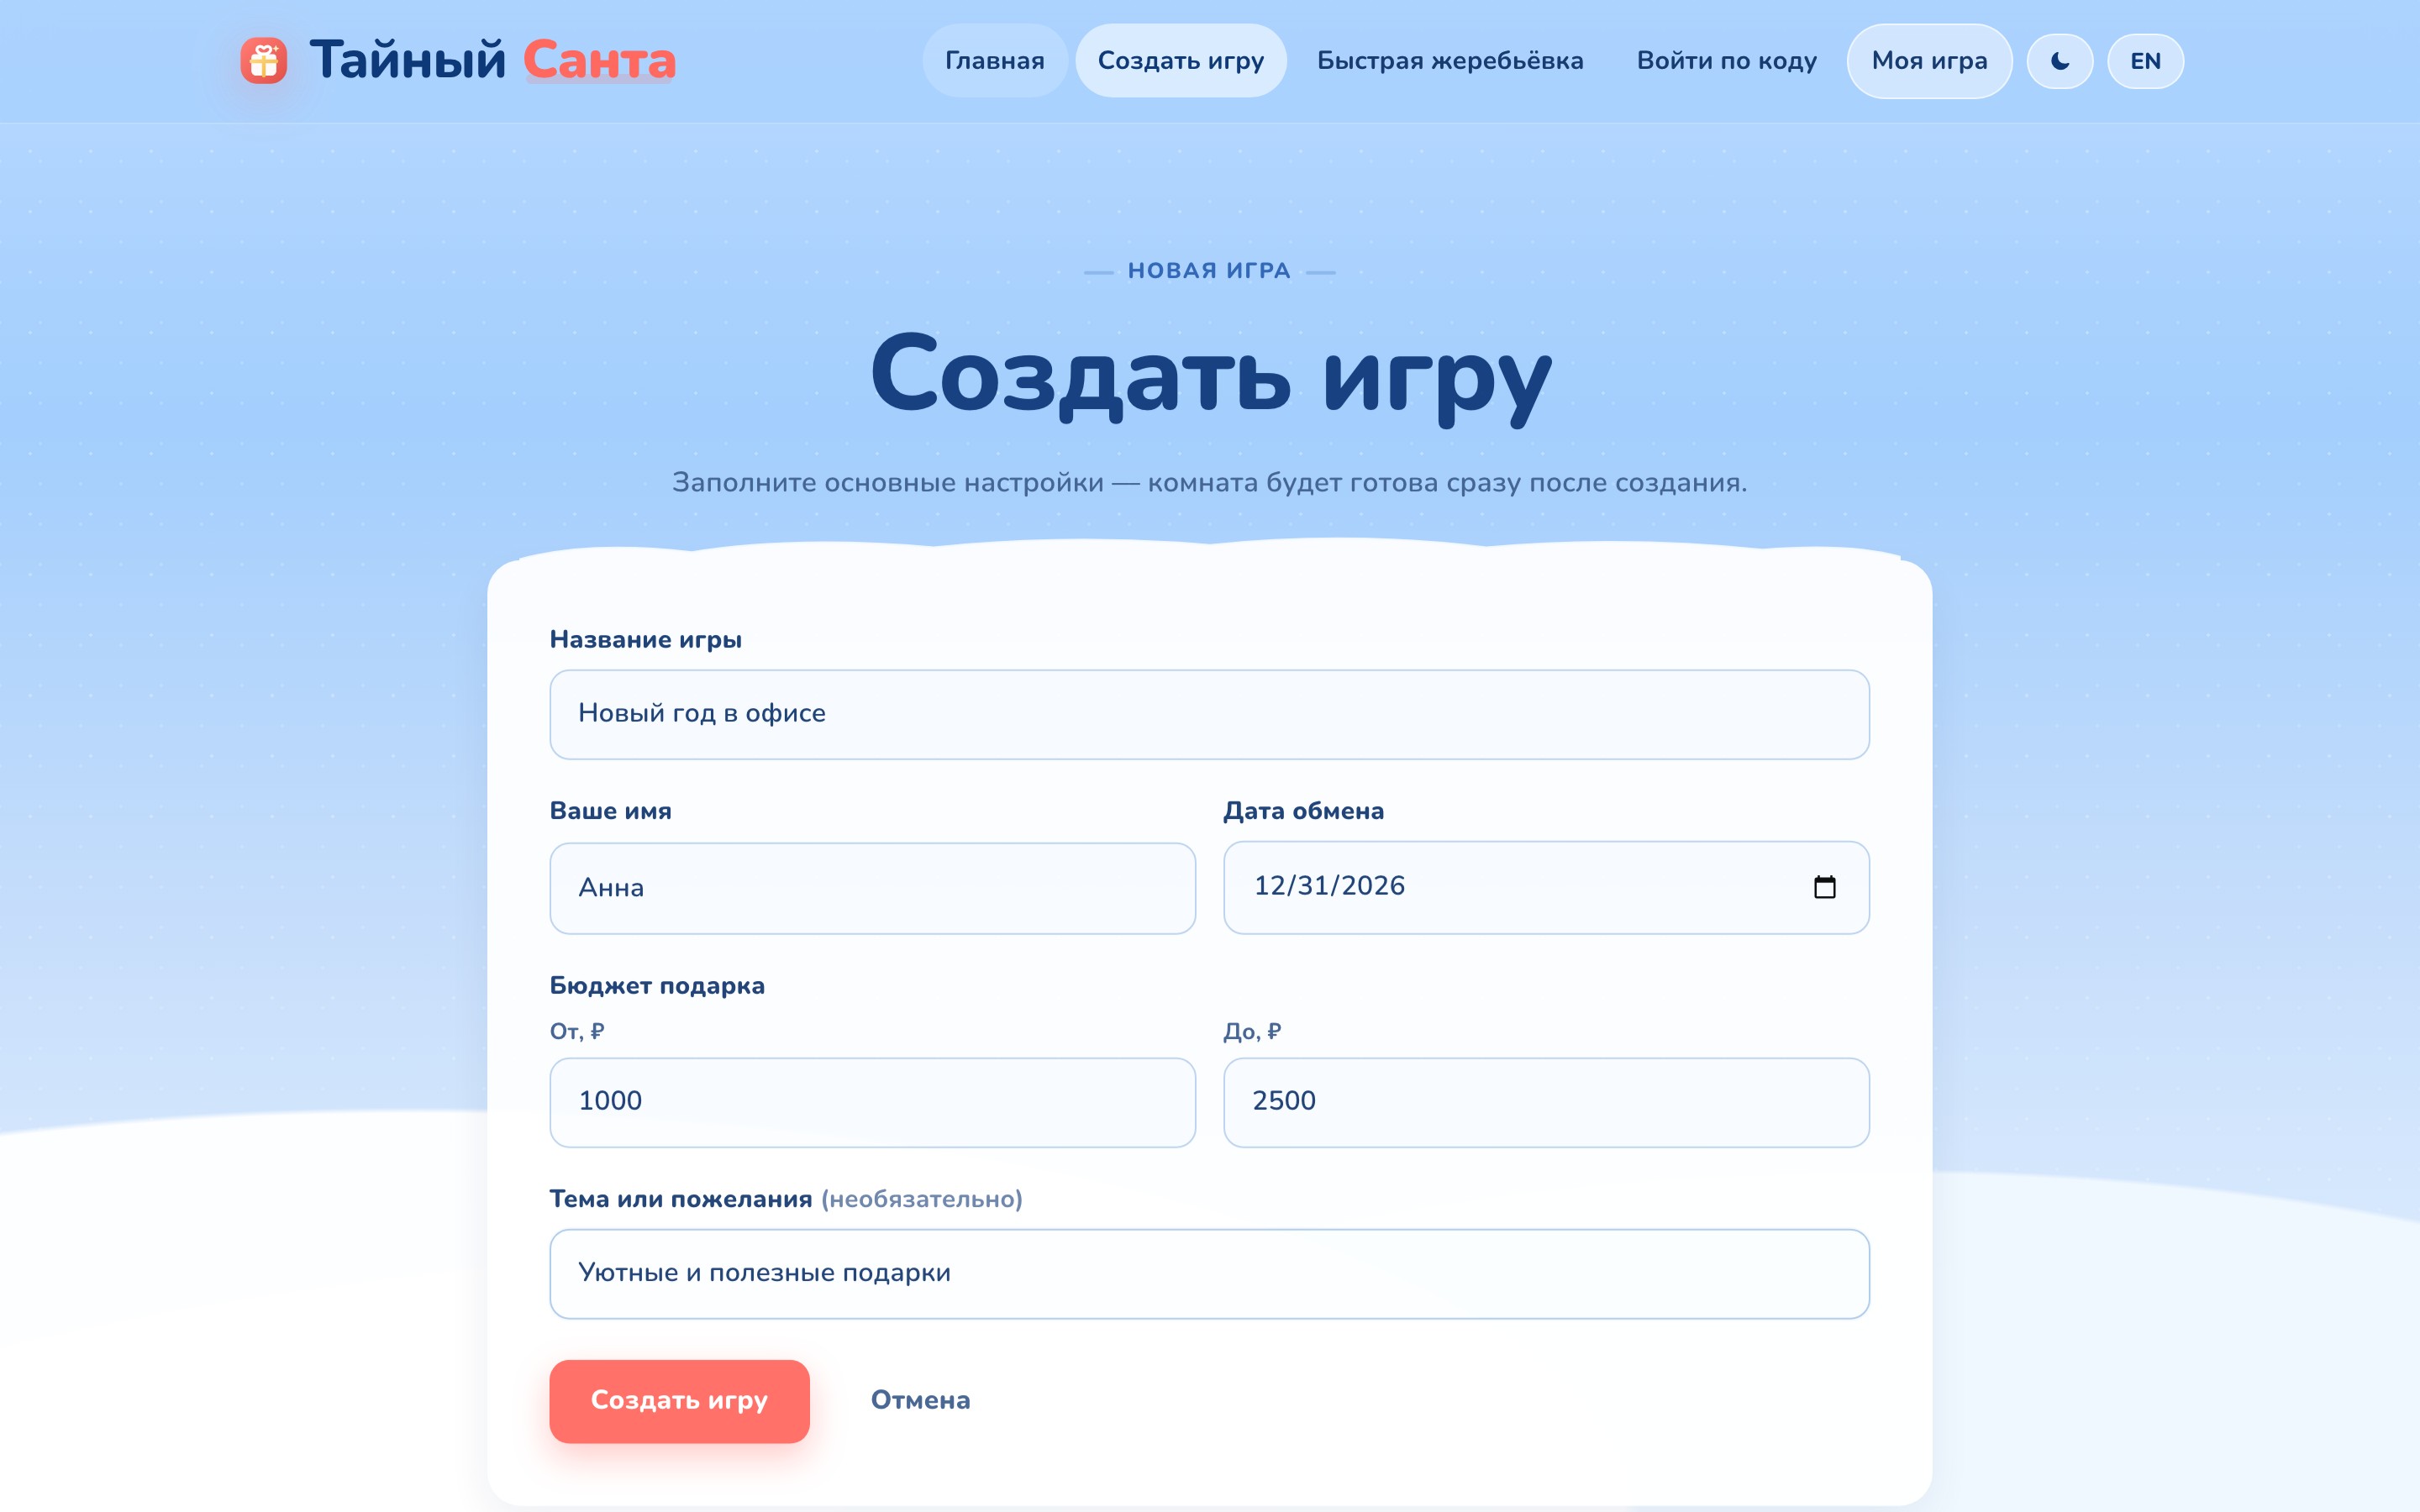 Тайный Санта
Главная Создать игру Быстрая жеребьёвка Войти по коду Моя игра EN
НОВАЯ ИГРА
Создать игру
Заполните основные настройки — комната будет готова сразу после создания.
Название игры
Новый год в офисе
Ваше имя Дата обмена
Анна 12/31/2026
Бюджет подарка
От, ₽ До, ₽
1000 2500
Тема или пожелания (необязательно)
Уютные и полезные подарки
Создать игру Отмена